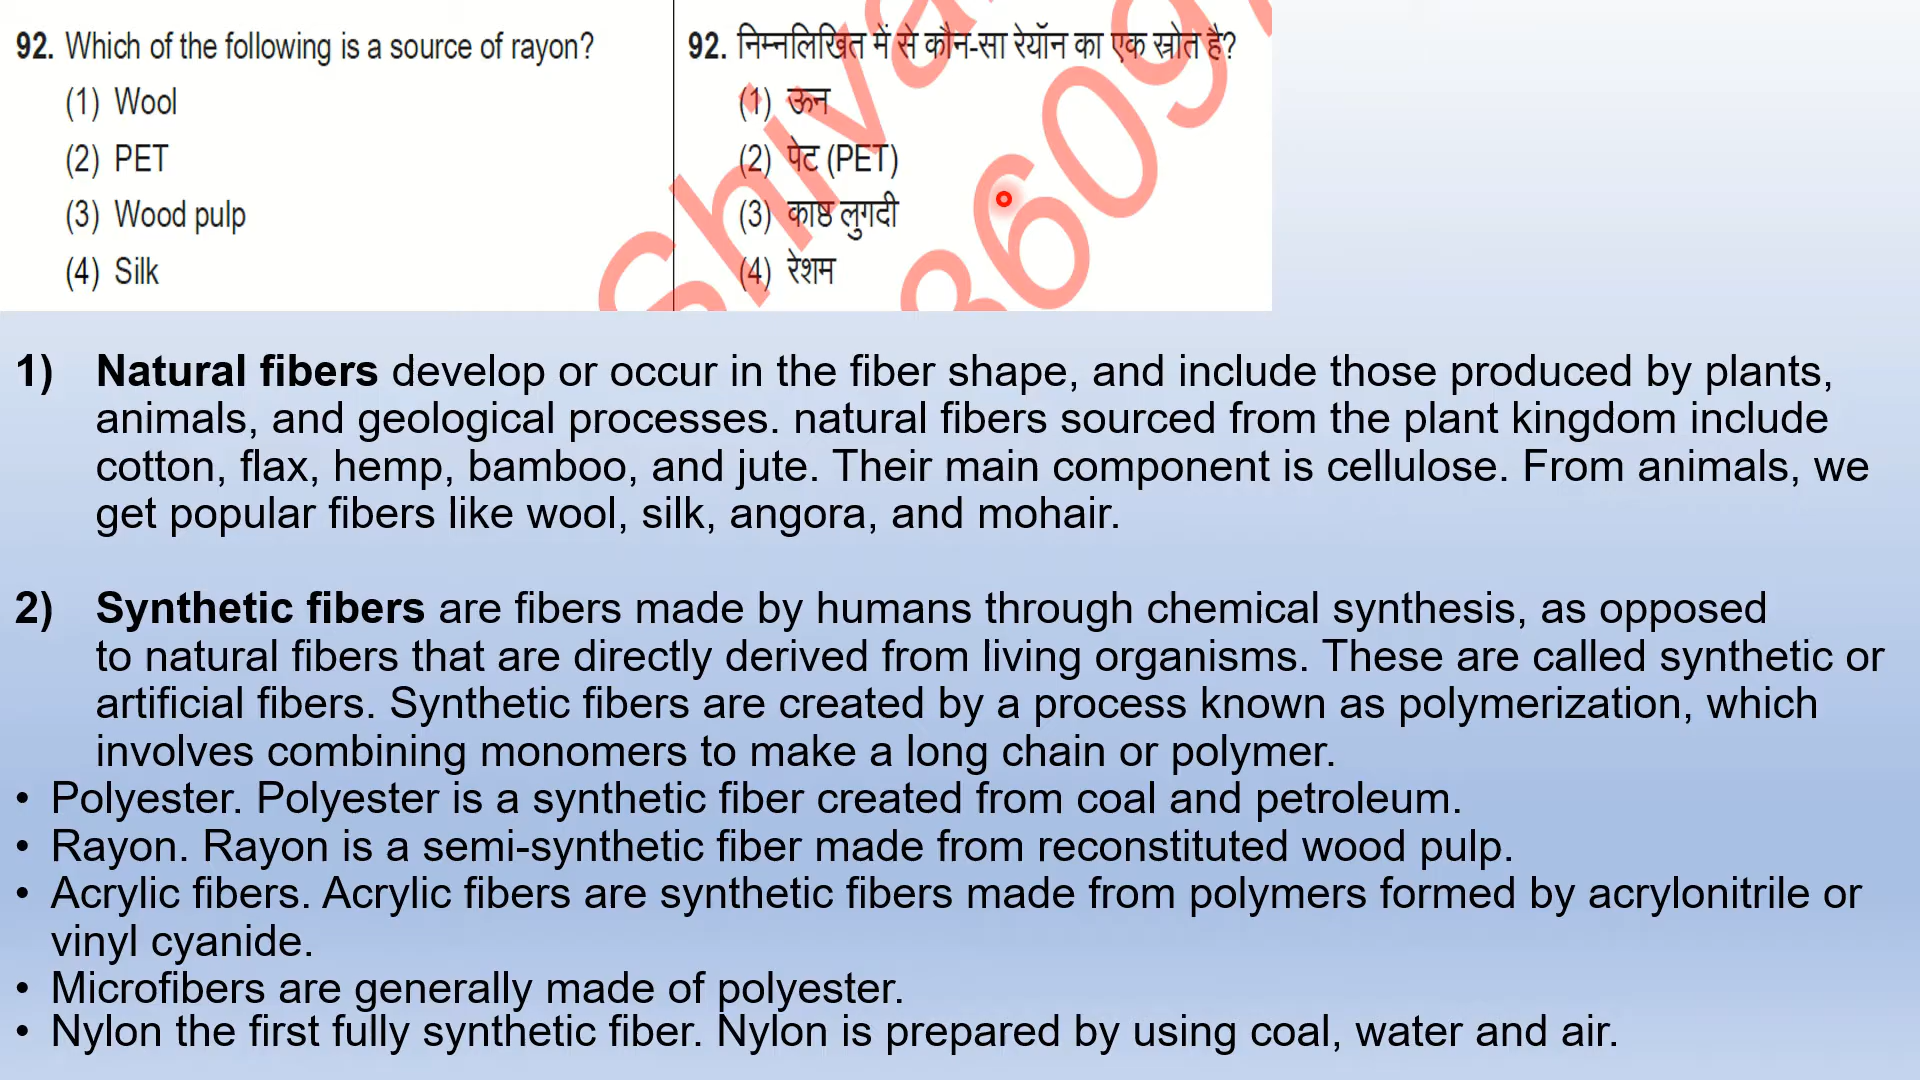 92. Which of the following is a source of rayon?
(1) Wool
(2) PET
(3) Wood pulp
(4) Silk
92. निम्नलिखित में से कौन-सा रेयॉन का एक स्रोत है?
(1) ऊन
(2) पेट (PET)
(3) काष्ठ लुगदी
(4) रेशम
Shiva
3609
1) Natural fibers develop or occur in the fiber shape, and include those produced by plants,
animals, and geological processes. natural fibers sourced from the plant kingdom include
cotton, flax, hemp, bamboo, and jute. Their main component is cellulose. From animals, we
get popular fibers like wool, silk, angora, and mohair.
2) Synthetic fibers are fibers made by humans through chemical synthesis, as opposed
to natural fibers that are directly derived from living organisms. These are called synthetic or
artificial fibers. Synthetic fibers are created by a process known as polymerization, which
involves combining monomers to make a long chain or polymer.
• Polyester. Polyester is a synthetic fiber created from coal and petroleum.
• Rayon. Rayon is a semi-synthetic fiber made from reconstituted wood pulp.
• Acrylic fibers. Acrylic fibers are synthetic fibers made from polymers formed by acrylonitrile or
vinyl cyanide.
• Microfibers are generally made of polyester.
• Nylon the first fully synthetic fiber. Nylon is prepared by using coal, water and air.